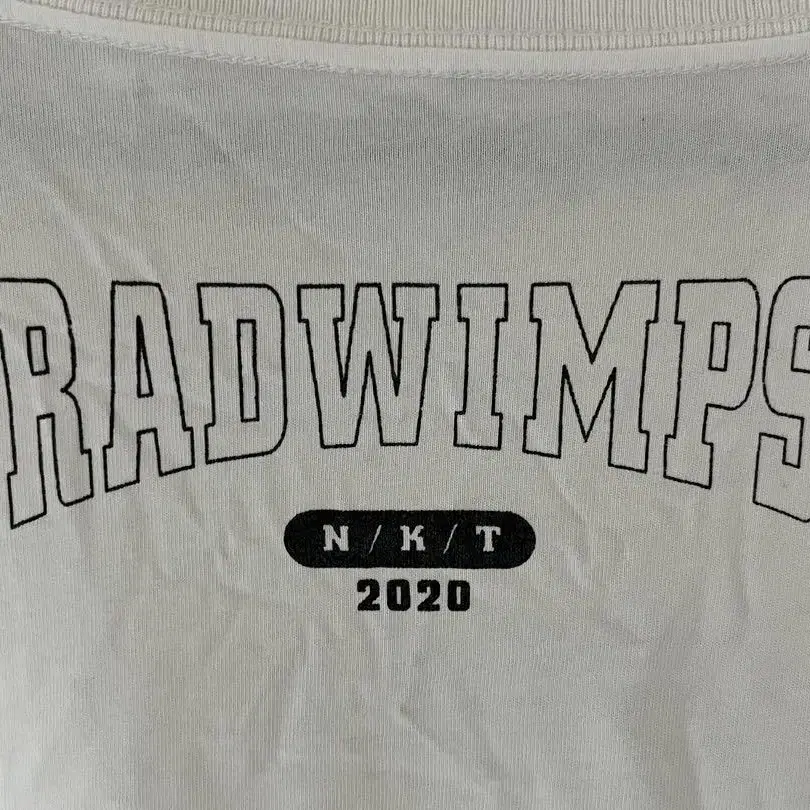 RADWIMPS
N / K / T
2020